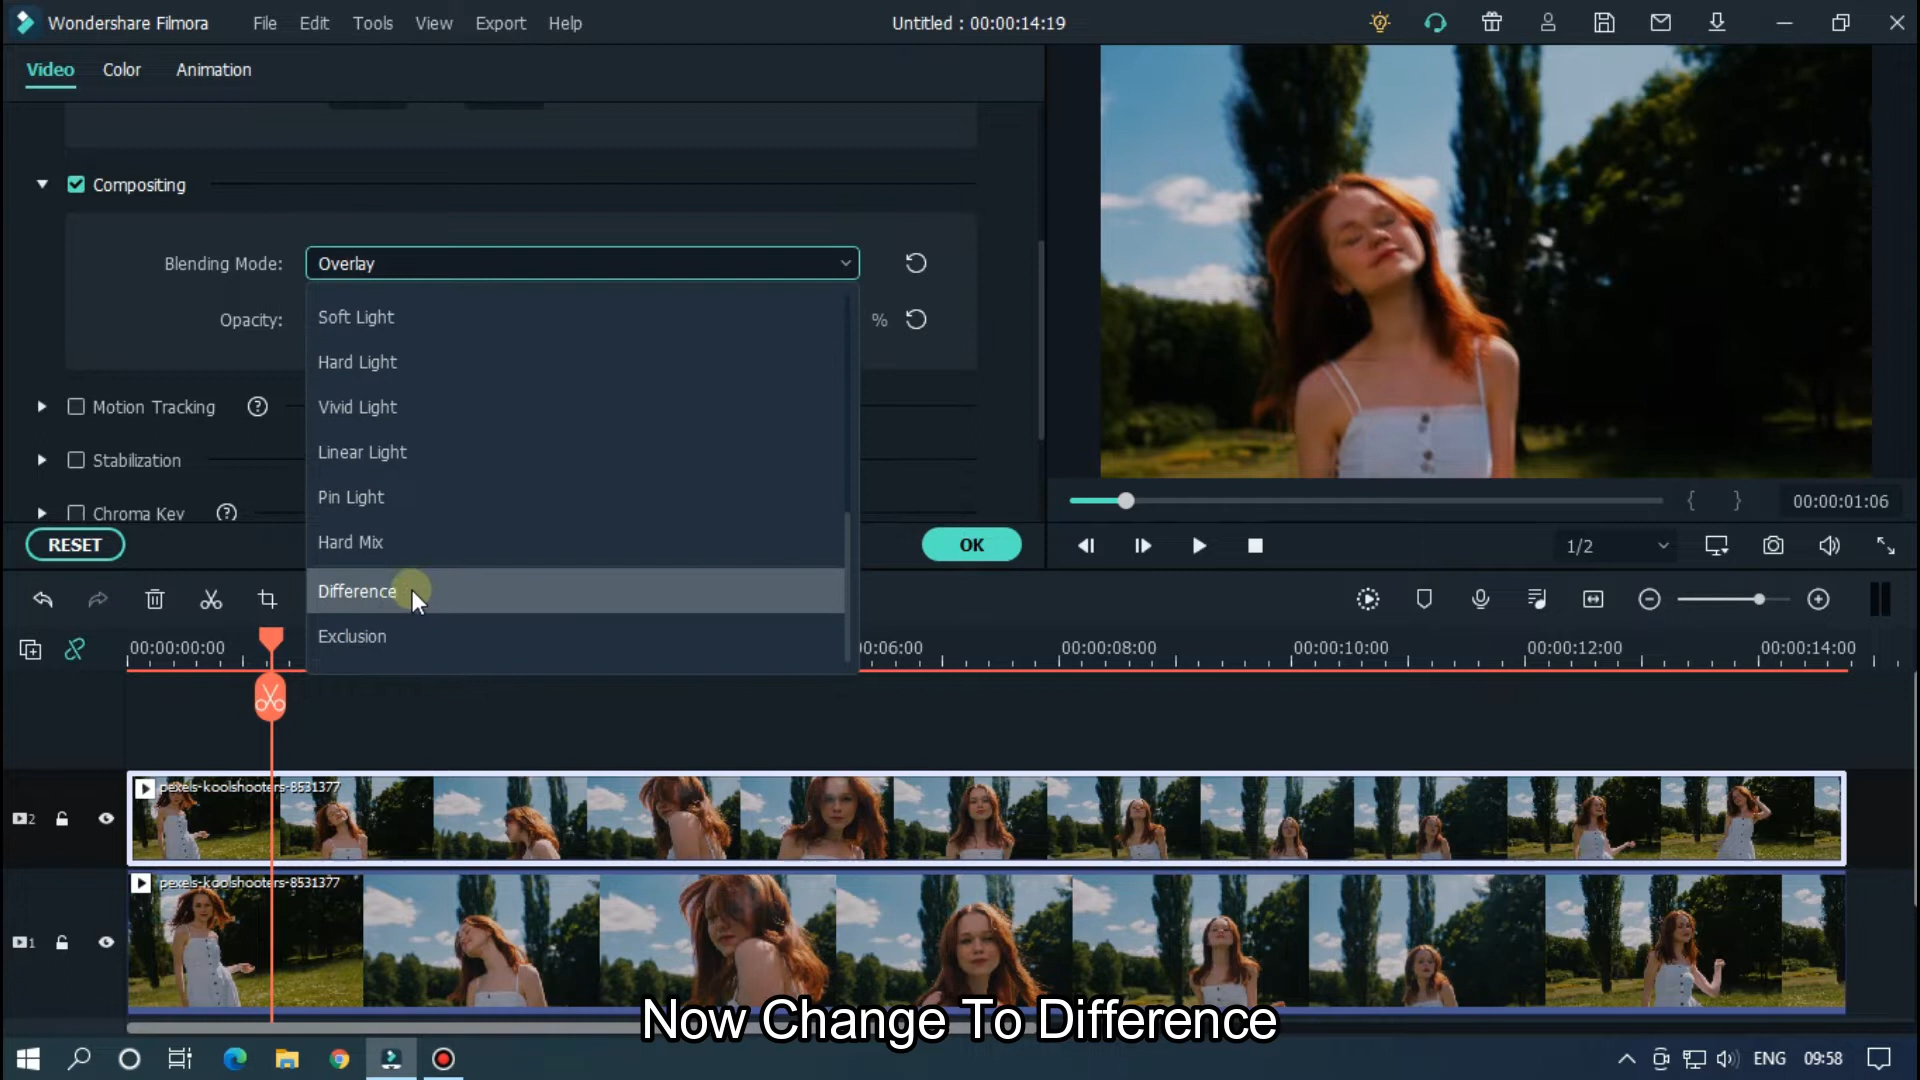 Wondershare Filmora
File
Edit
Tools
View
Export
Help
Untitled : 00:00:14:19
Video
Color
Animation
Compositing
Blending Mode:
Overlay
Opacity:
%
Soft Light
Hard Light
Vivid Light
Linear Light
Pin Light
Hard Mix
Difference
Exclusion
Motion Tracking
Stabilization
Chroma Key
RESET
OK
{ }
00:00:01:06
1/2
00:00:00:00
00:06:00
00:00:08:00
00:00:10:00
00:00:12:00
00:00:14:00
pexels-koolshooters-8531377
2
pexels-koolshooters-8531377
1
Now Change To Difference
ENG
09:58